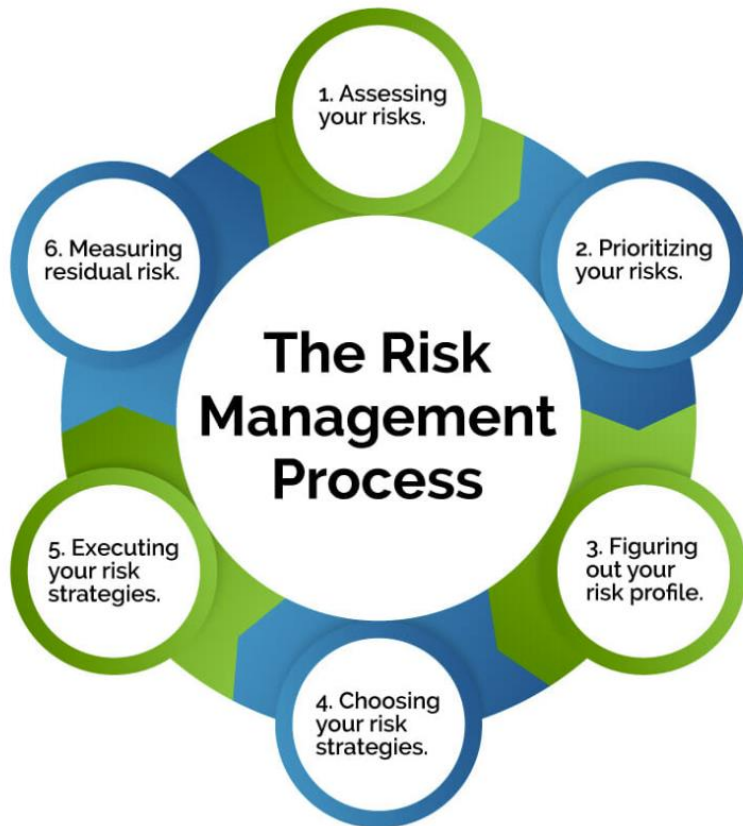 The Risk
Management
Process
1. Assessing
your risks.
2. Prioritizing
your risks.
3. Figuring
out your
risk profile.
4. Choosing
your risk
strategies.
5. Executing
your risk
strategies.
6. Measuring
residual risk.